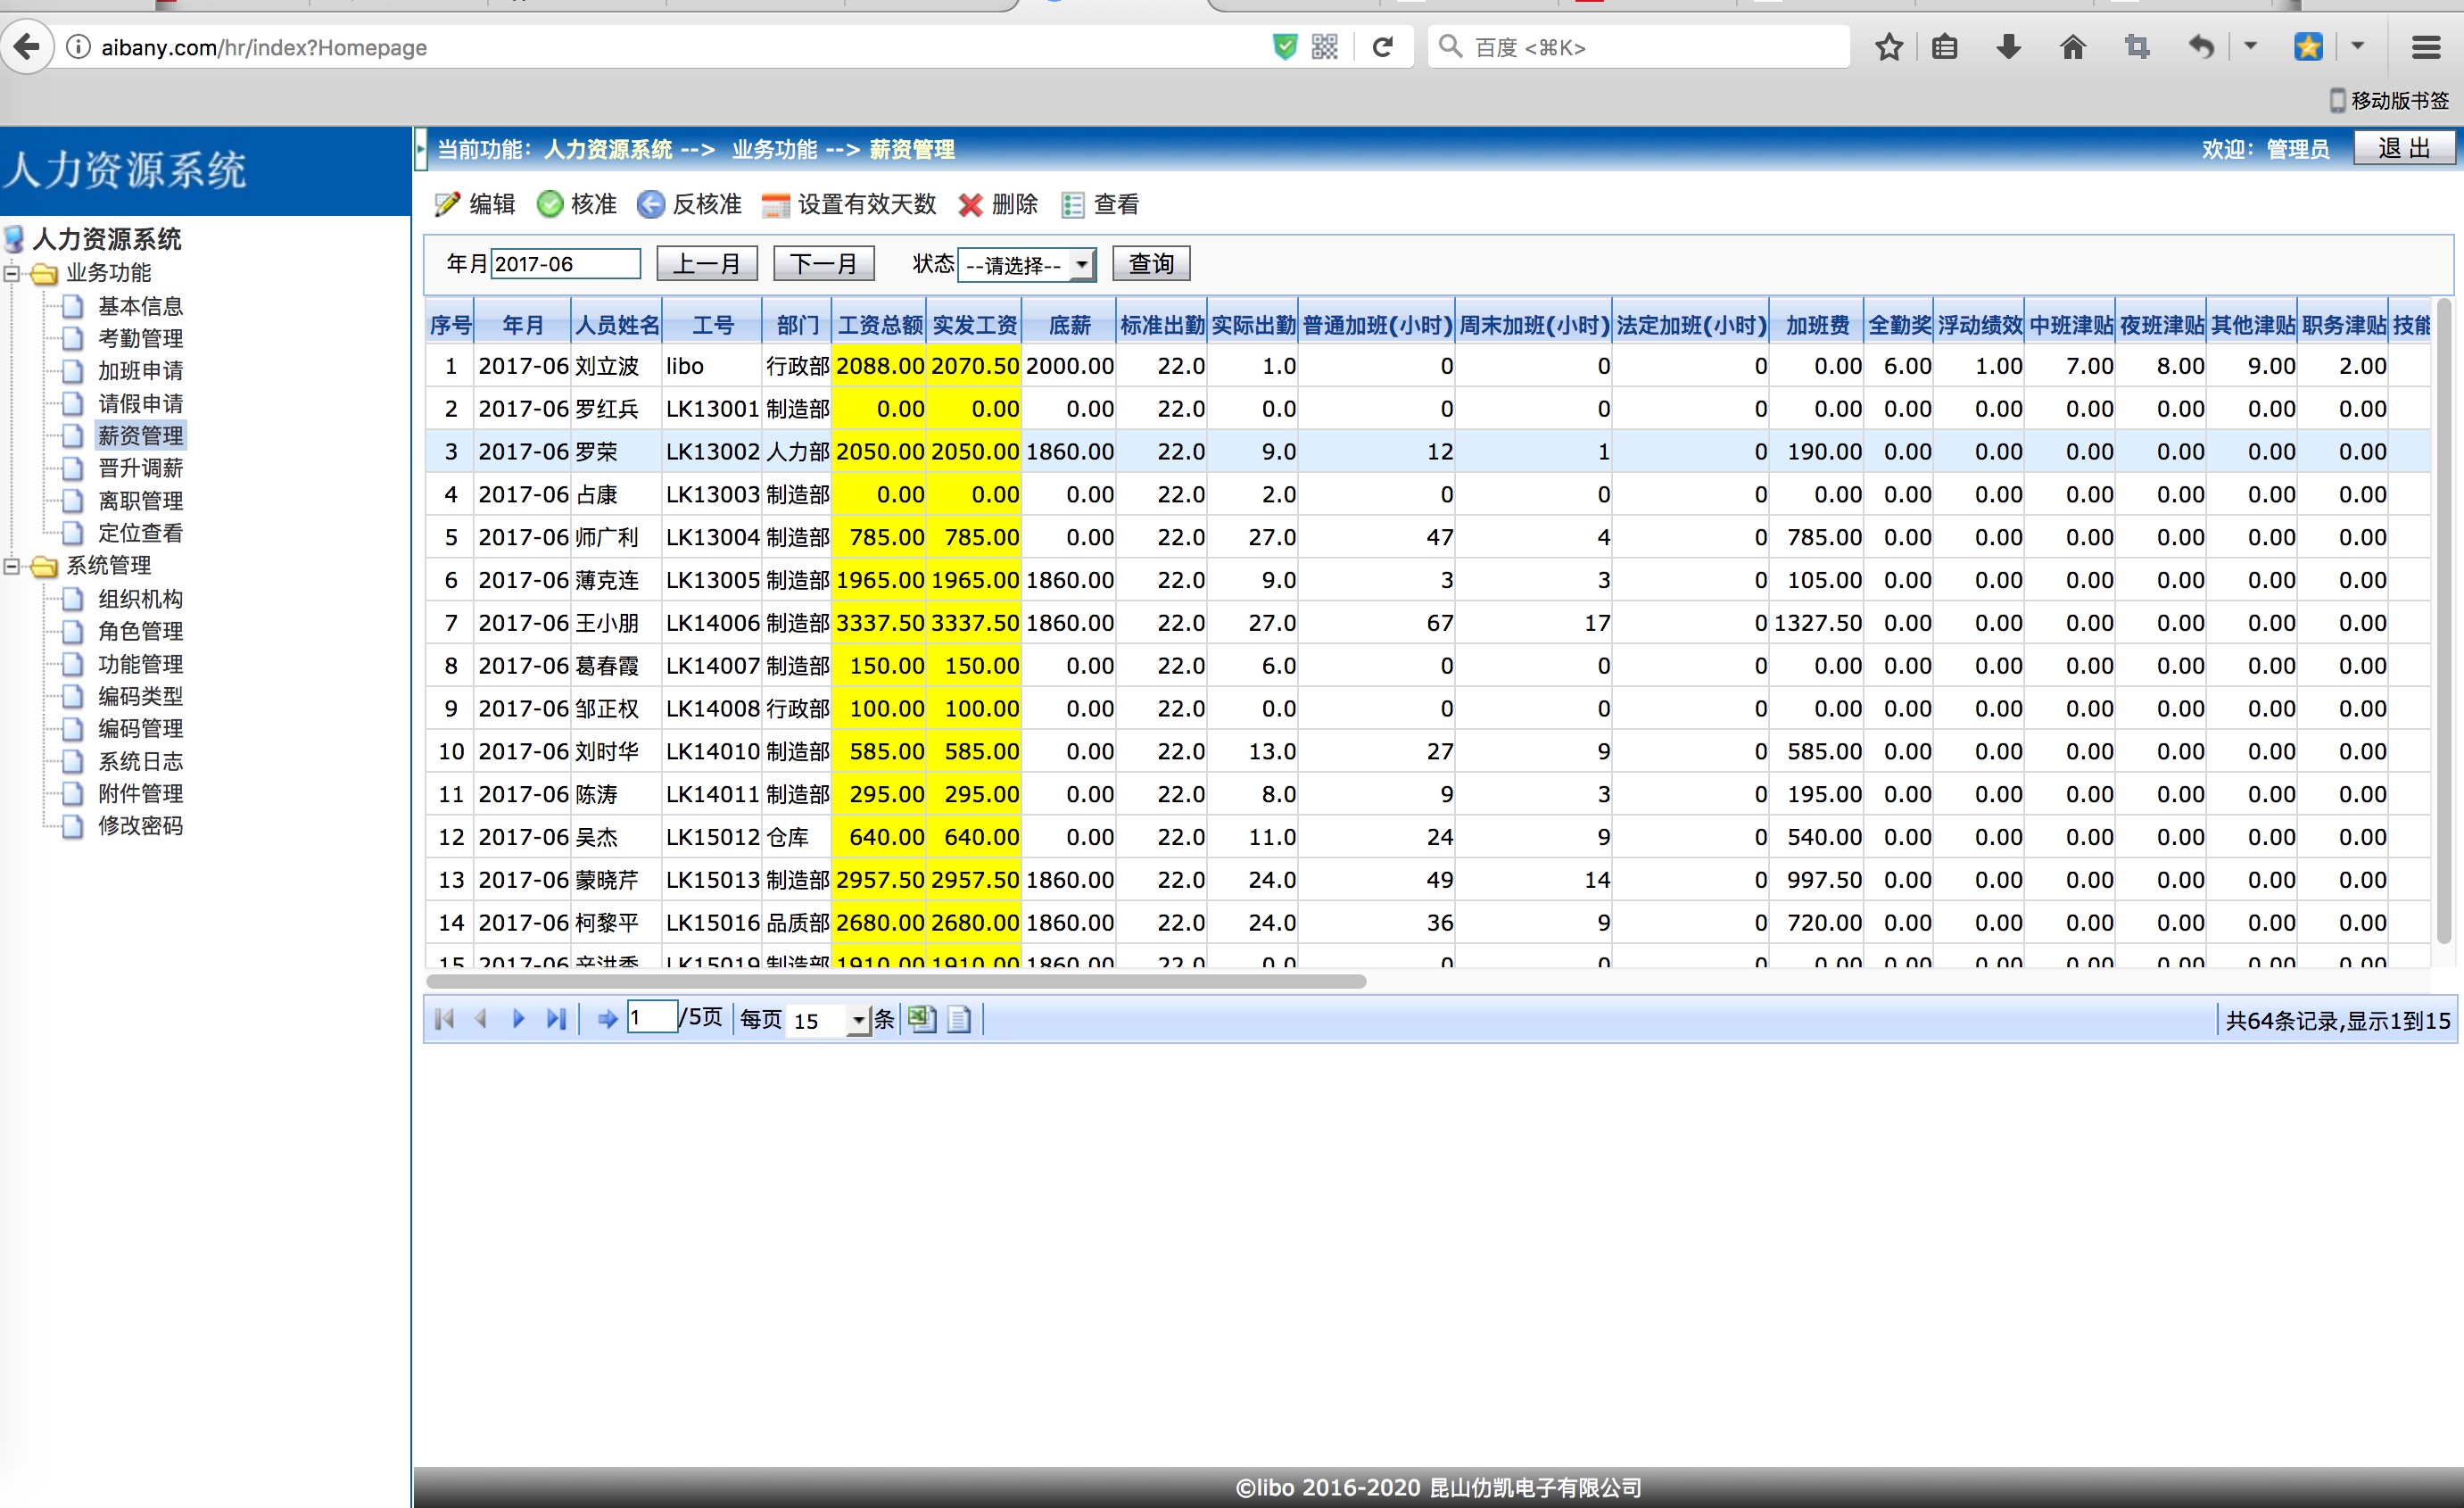 aibany.com/hr/index?Homepage
百度 <⌘K>
移动版书签
人力资源系统
当前功能: 人力资源系统 --> 业务功能 --> 薪资管理
欢迎: 管理员
退 出
编辑 核准 反核准 设置有效天数 删除 查看
人力资源系统
业务功能
基本信息
考勤管理
加班申请
请假申请
薪资管理
晋升调薪
离职管理
定位查看
系统管理
组织机构
角色管理
功能管理
编码类型
编码管理
系统日志
附件管理
修改密码
年月 2017-06 上一月 下一月 状态 --请选择-- 查询
序号 年月 人员姓名 工号 部门 工资总额 实发工资 底薪 标准出勤 实际出勤 普通加班(小时) 周末加班(小时) 法定加班(小时) 加班费 全勤奖 浮动绩效 中班津贴 夜班津贴 其他津贴 职务津贴 技能
1 2017-06 刘立波 libo 行政部 2088.00 2070.50 2000.00 22.0 1.0 0 0 0 0.00 6.00 1.00 7.00 8.00 9.00 2.00
2 2017-06 罗红兵 LK13001 制造部 0.00 0.00 0.00 22.0 0.0 0 0 0 0.00 0.00 0.00 0.00 0.00 0.00 0.00
3 2017-06 罗荣 LK13002 人力部 2050.00 2050.00 1860.00 22.0 9.0 12 1 0 190.00 0.00 0.00 0.00 0.00 0.00 0.00
4 2017-06 占康 LK13003 制造部 0.00 0.00 0.00 22.0 2.0 0 0 0 0.00 0.00 0.00 0.00 0.00 0.00 0.00
5 2017-06 师广利 LK13004 制造部 785.00 785.00 0.00 22.0 27.0 47 4 0 785.00 0.00 0.00 0.00 0.00 0.00 0.00
6 2017-06 薄克连 LK13005 制造部 1965.00 1965.00 1860.00 22.0 9.0 3 3 0 105.00 0.00 0.00 0.00 0.00 0.00 0.00
7 2017-06 王小朋 LK14006 制造部 3337.50 3337.50 1860.00 22.0 27.0 67 17 0 1327.50 0.00 0.00 0.00 0.00 0.00 0.00
8 2017-06 葛春霞 LK14007 制造部 150.00 150.00 0.00 22.0 6.0 0 0 0 0.00 0.00 0.00 0.00 0.00 0.00 0.00
9 2017-06 邹正权 LK14008 行政部 100.00 100.00 0.00 22.0 0.0 0 0 0 0.00 0.00 0.00 0.00 0.00 0.00 0.00
10 2017-06 刘时华 LK14010 制造部 585.00 585.00 0.00 22.0 13.0 27 9 0 585.00 0.00 0.00 0.00 0.00 0.00 0.00
11 2017-06 陈涛 LK14011 制造部 295.00 295.00 0.00 22.0 8.0 9 3 0 195.00 0.00 0.00 0.00 0.00 0.00 0.00
12 2017-06 吴杰 LK15012 仓库 640.00 640.00 0.00 22.0 11.0 24 9 0 540.00 0.00 0.00 0.00 0.00 0.00 0.00
13 2017-06 蒙晓芹 LK15013 制造部 2957.50 2957.50 1860.00 22.0 24.0 49 14 0 997.50 0.00 0.00 0.00 0.00 0.00 0.00
14 2017-06 柯黎平 LK15016 品质部 2680.00 2680.00 1860.00 22.0 24.0 36 9 0 720.00 0.00 0.00 0.00 0.00 0.00 0.00
15 2017-06 LK15019 制造部 1910.00 1910.00 1860.00 22.0 0.0 0 0 0 0.00 0.00 0.00 0.00 0.00 0.00 0.00
1 /5页 每页 15 条
共64条记录,显示1到15
©libo 2016-2020 昆山仂凯电子有限公司